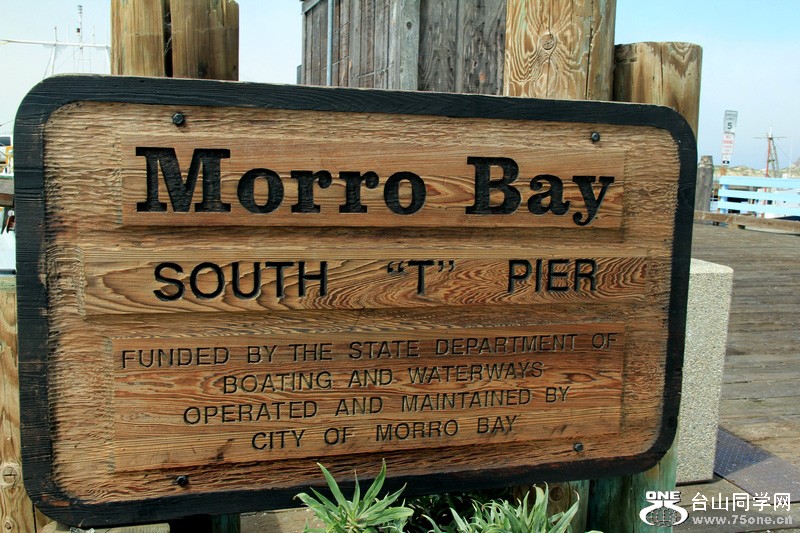 Morro Bay
SOUTH “T” PIER
FUNDED BY THE STATE DEPARTMENT OF
BOATING AND WATERWAYS
OPERATED AND MAINTAINED BY
CITY OF MORRO BAY
5
ONE 台山同学网
www.75one.cn